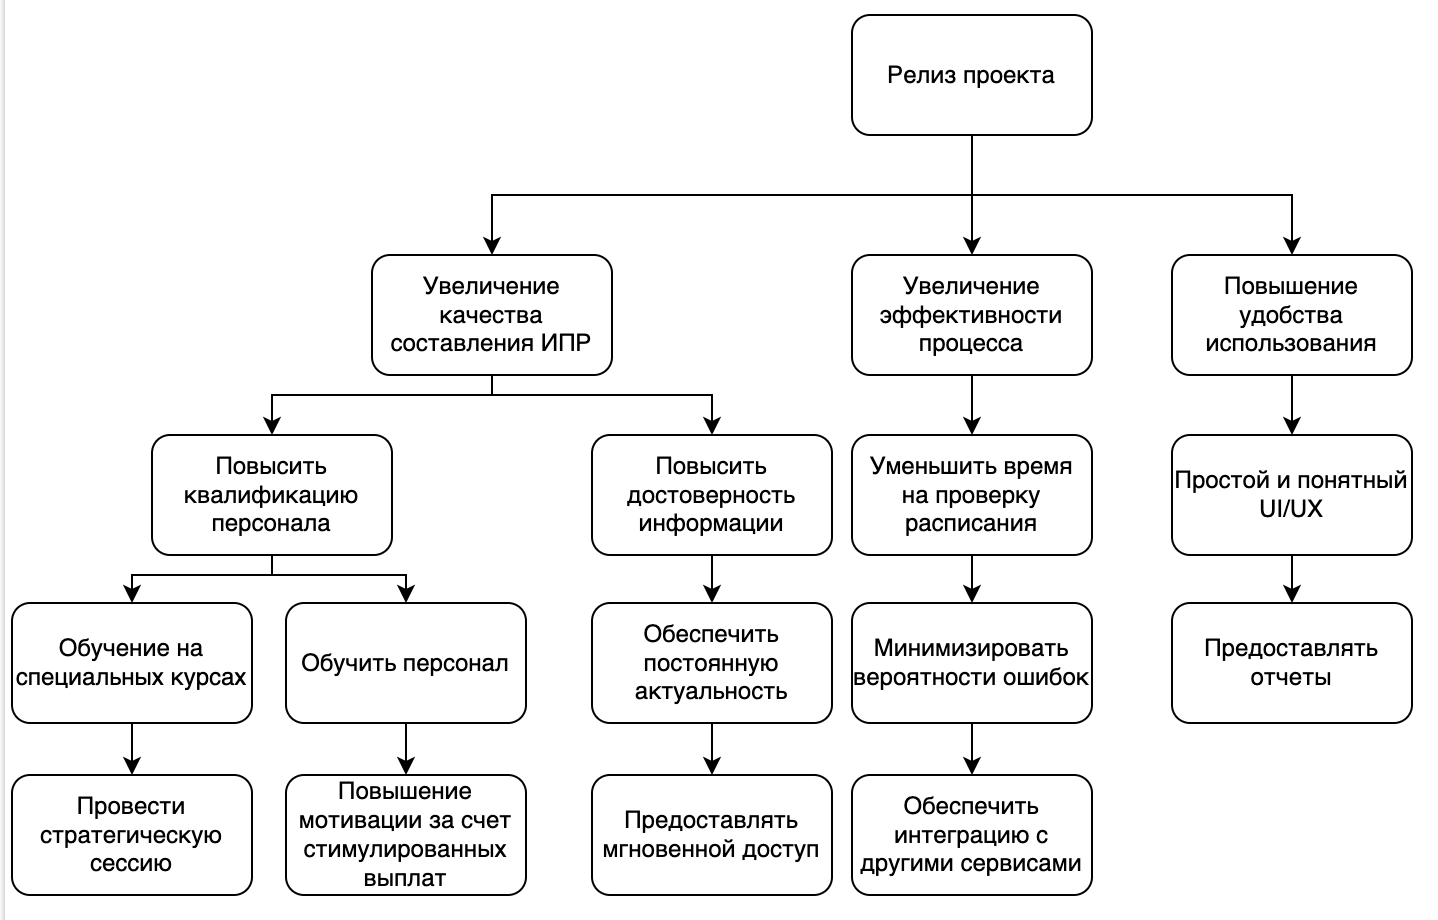 Релиз проекта
Увеличение
качества
составления ИПР
Увеличение
эффективности
процесса
Повышение
удобства
использования
Повысить
квалификацию
персонала
Повысить
достоверность
информации
Уменьшить время
на проверку
расписания
Простой и понятный
UI/UX
Обучение на
специальных курсах
Обучить персонал
Обеспечить
постоянную
актуальность
Минимизировать
вероятности ошибок
Предоставлять
отчеты
Провести
стратегическую
сессию
Повышение
мотивации за счет
стимулированных
выплат
Предоставлять
мгновенной доступ
Обеспечить
интеграцию с
другими сервисами